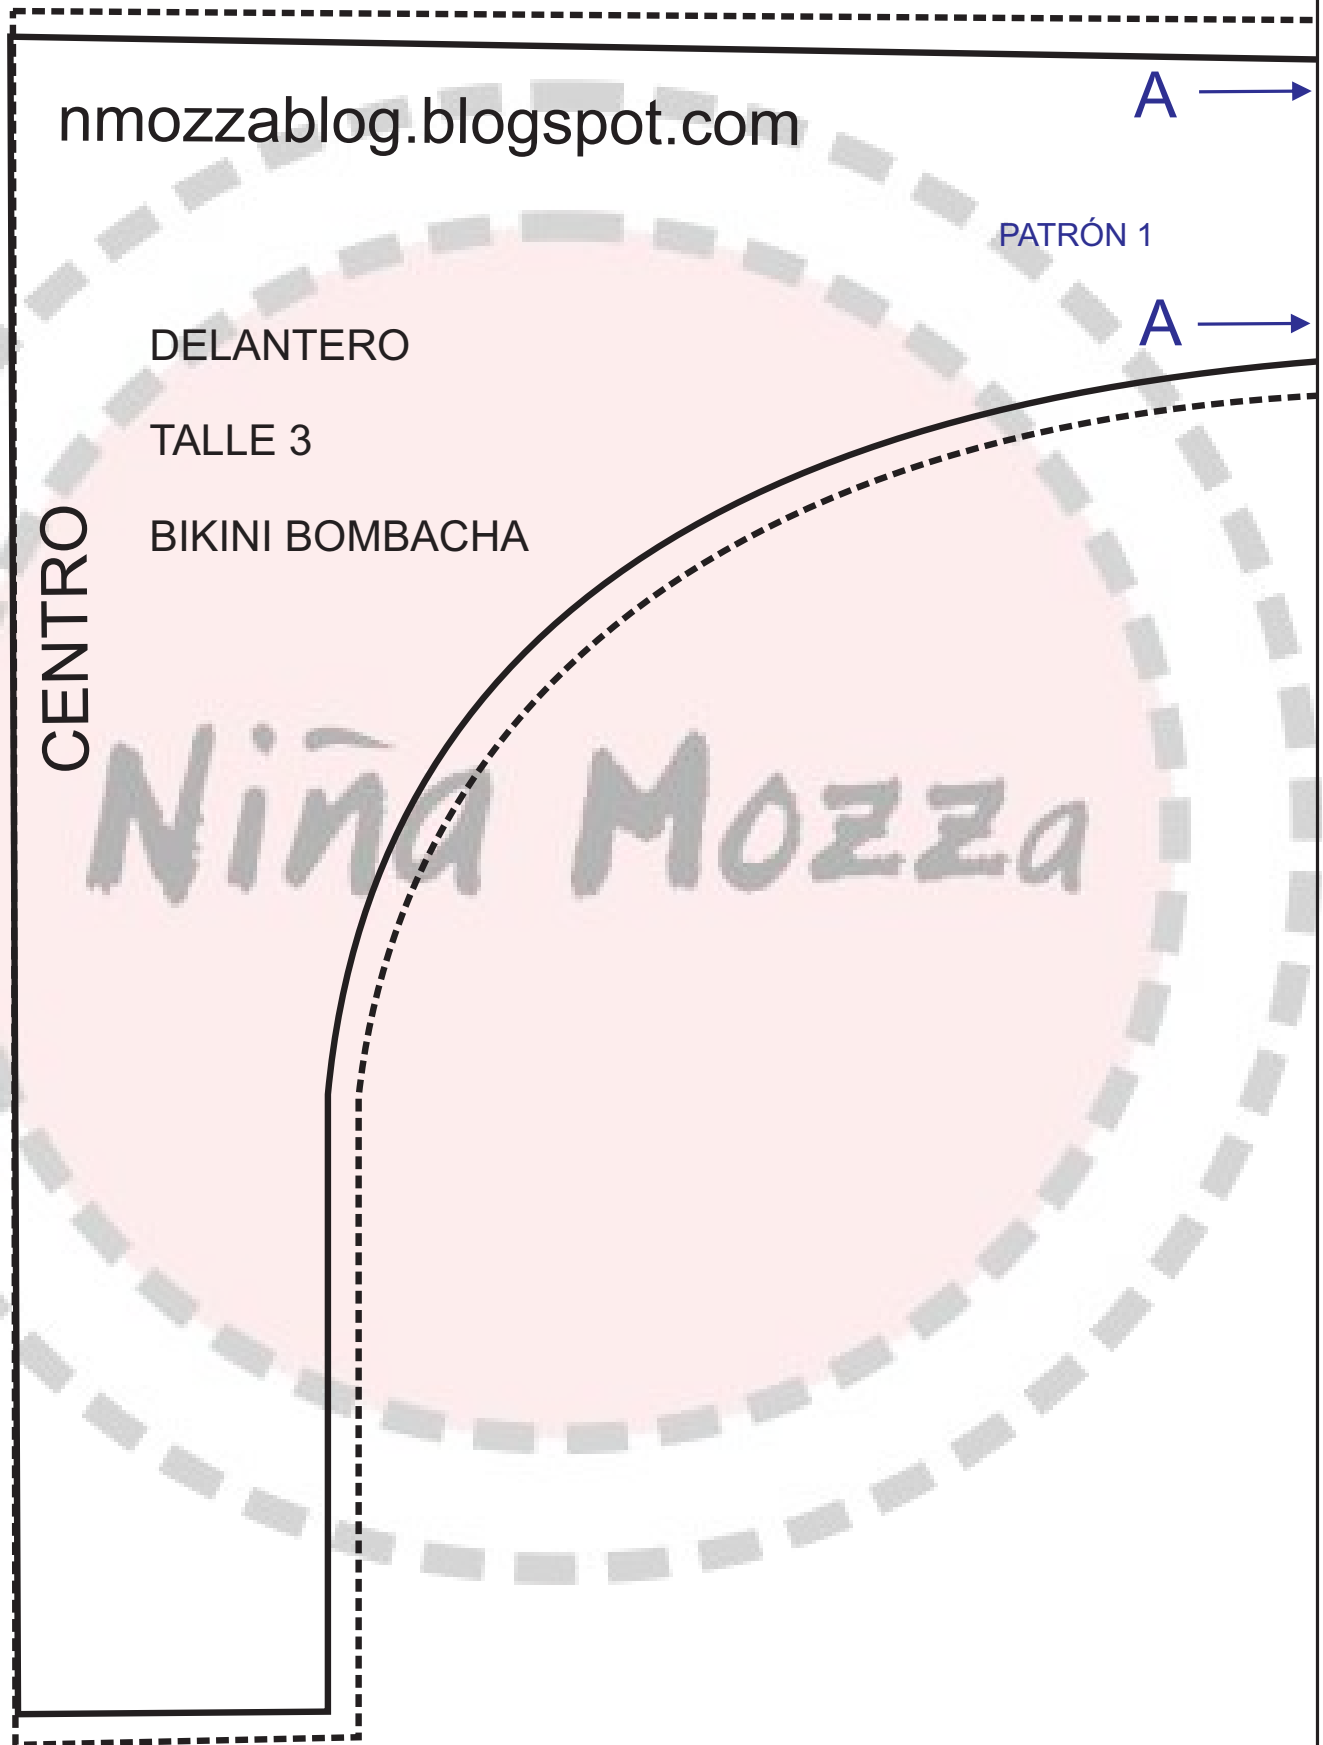 nmozzablog.blogspot.com
A
PATRÓN 1
A
DELANTERO
TALLE 3
BIKINI BOMBACHA
CENTRO
Niña Mozza